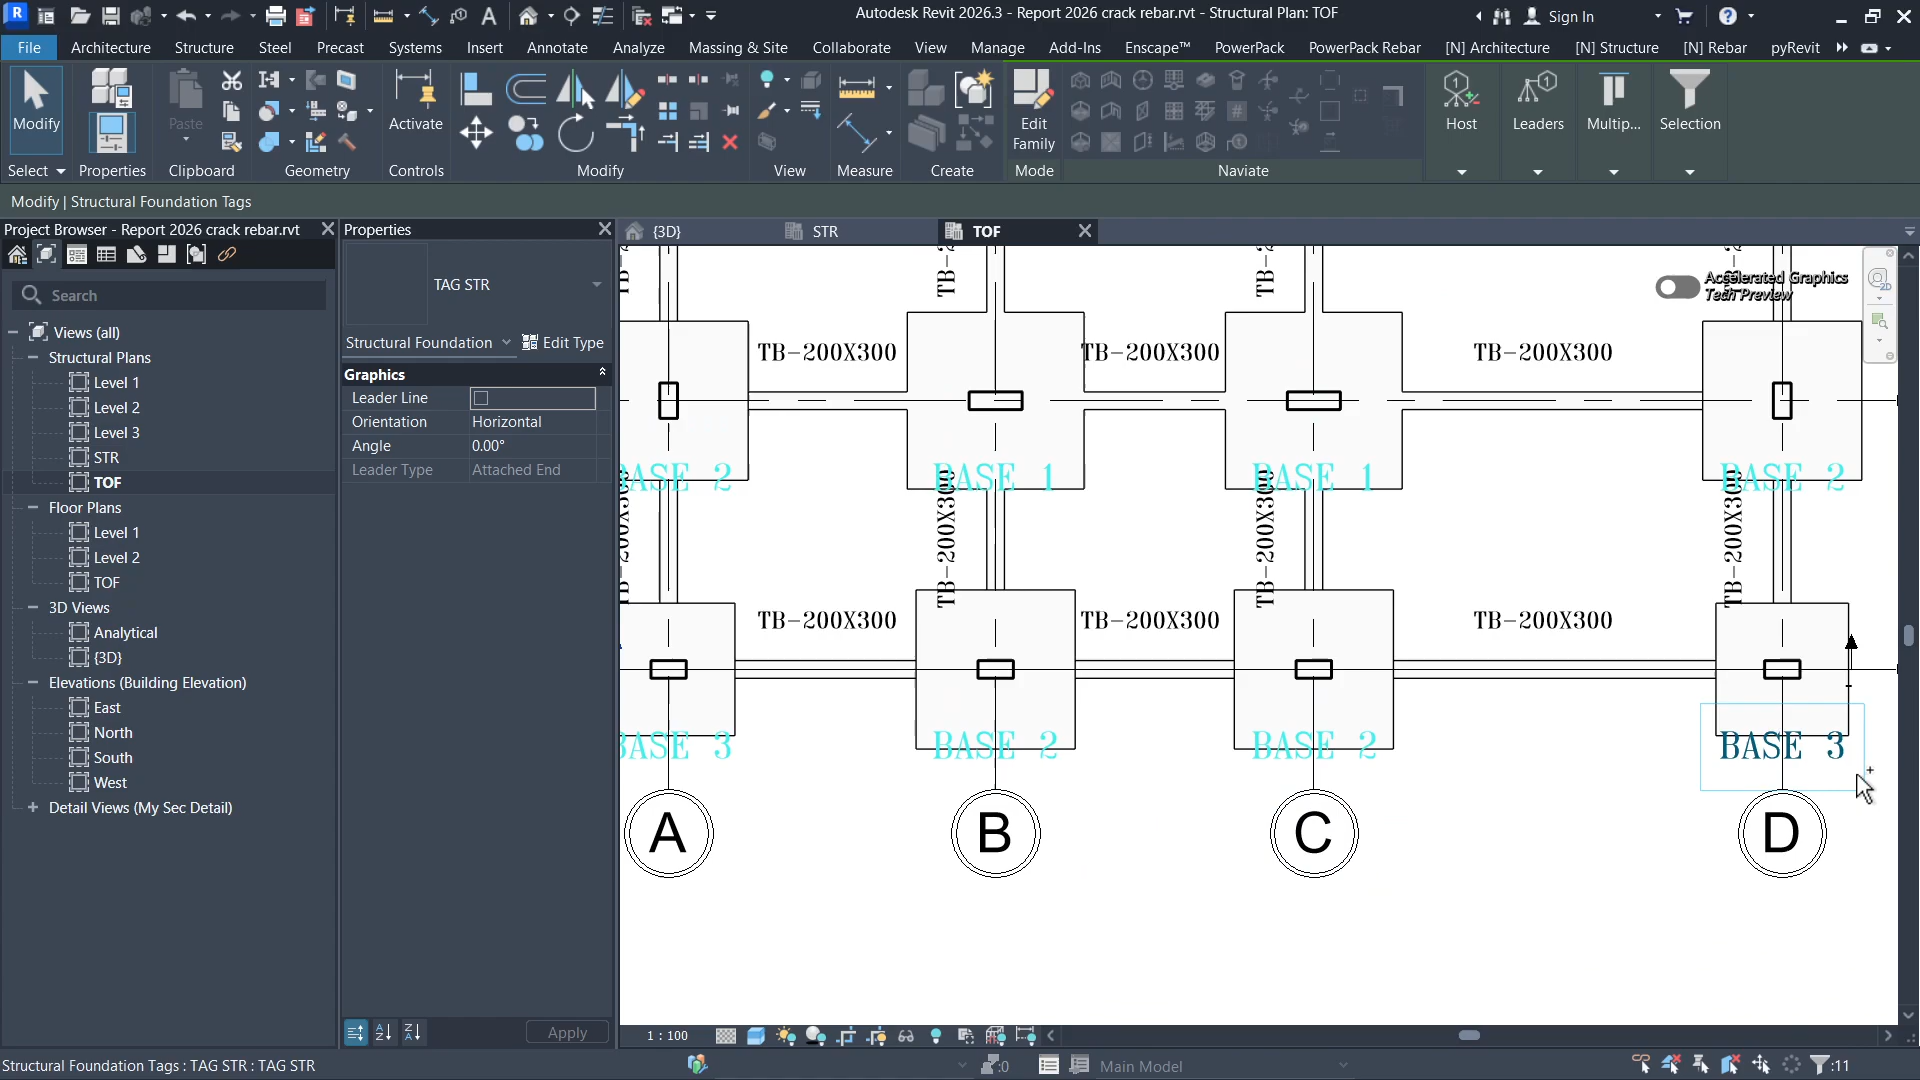 Autodesk Revit 2026.3 - Report 2026 crack rebar.rvt - Structural Plan: TOF
Sign In
File Architecture Structure Steel Precast Systems Insert Annotate Analyze Massing & Site Collaborate View Manage Add-Ins Enscape™ PowerPack PowerPack Rebar [N] Architecture [N] Structure [N] Rebar pyRevit
Modify
Paste
Activate
Edit Family
Host
Leaders
Multip...
Selection
Select Properties Clipboard Geometry Controls Modify View Measure Create Mode Naviate
Modify | Structural Foundation Tags
Project Browser - Report 2026 crack rebar.rvt
Search
Views (all)
Structural Plans
Level 1
Level 2
Level 3
STR
TOF
Floor Plans
Level 1
Level 2
TOF
3D Views
Analytical
{3D}
Elevations (Building Elevation)
East
North
South
West
Detail Views (My Sec Detail)
Properties
TAG STR
Structural Foundation
Edit Type
Graphics
Leader Line
Orientation Horizontal
Angle 0.00°
Leader Type Attached End
Apply
{3D} STR TOF
Accelerated Graphics
Tech Preview
2D
TB-200X300 TB-200X300 TB-200X300
BASE 2 BASE 1 BASE 1 BASE 2
TB-200X300 TB-200X300 TB-200X300 TB-200X300
TB-200X300 TB-200X300 TB-200X300
BASE 3 BASE 2 BASE 2 BASE 3
A B C D
1 : 100
Structural Foundation Tags : TAG STR : TAG STR
:0
Main Model
:11